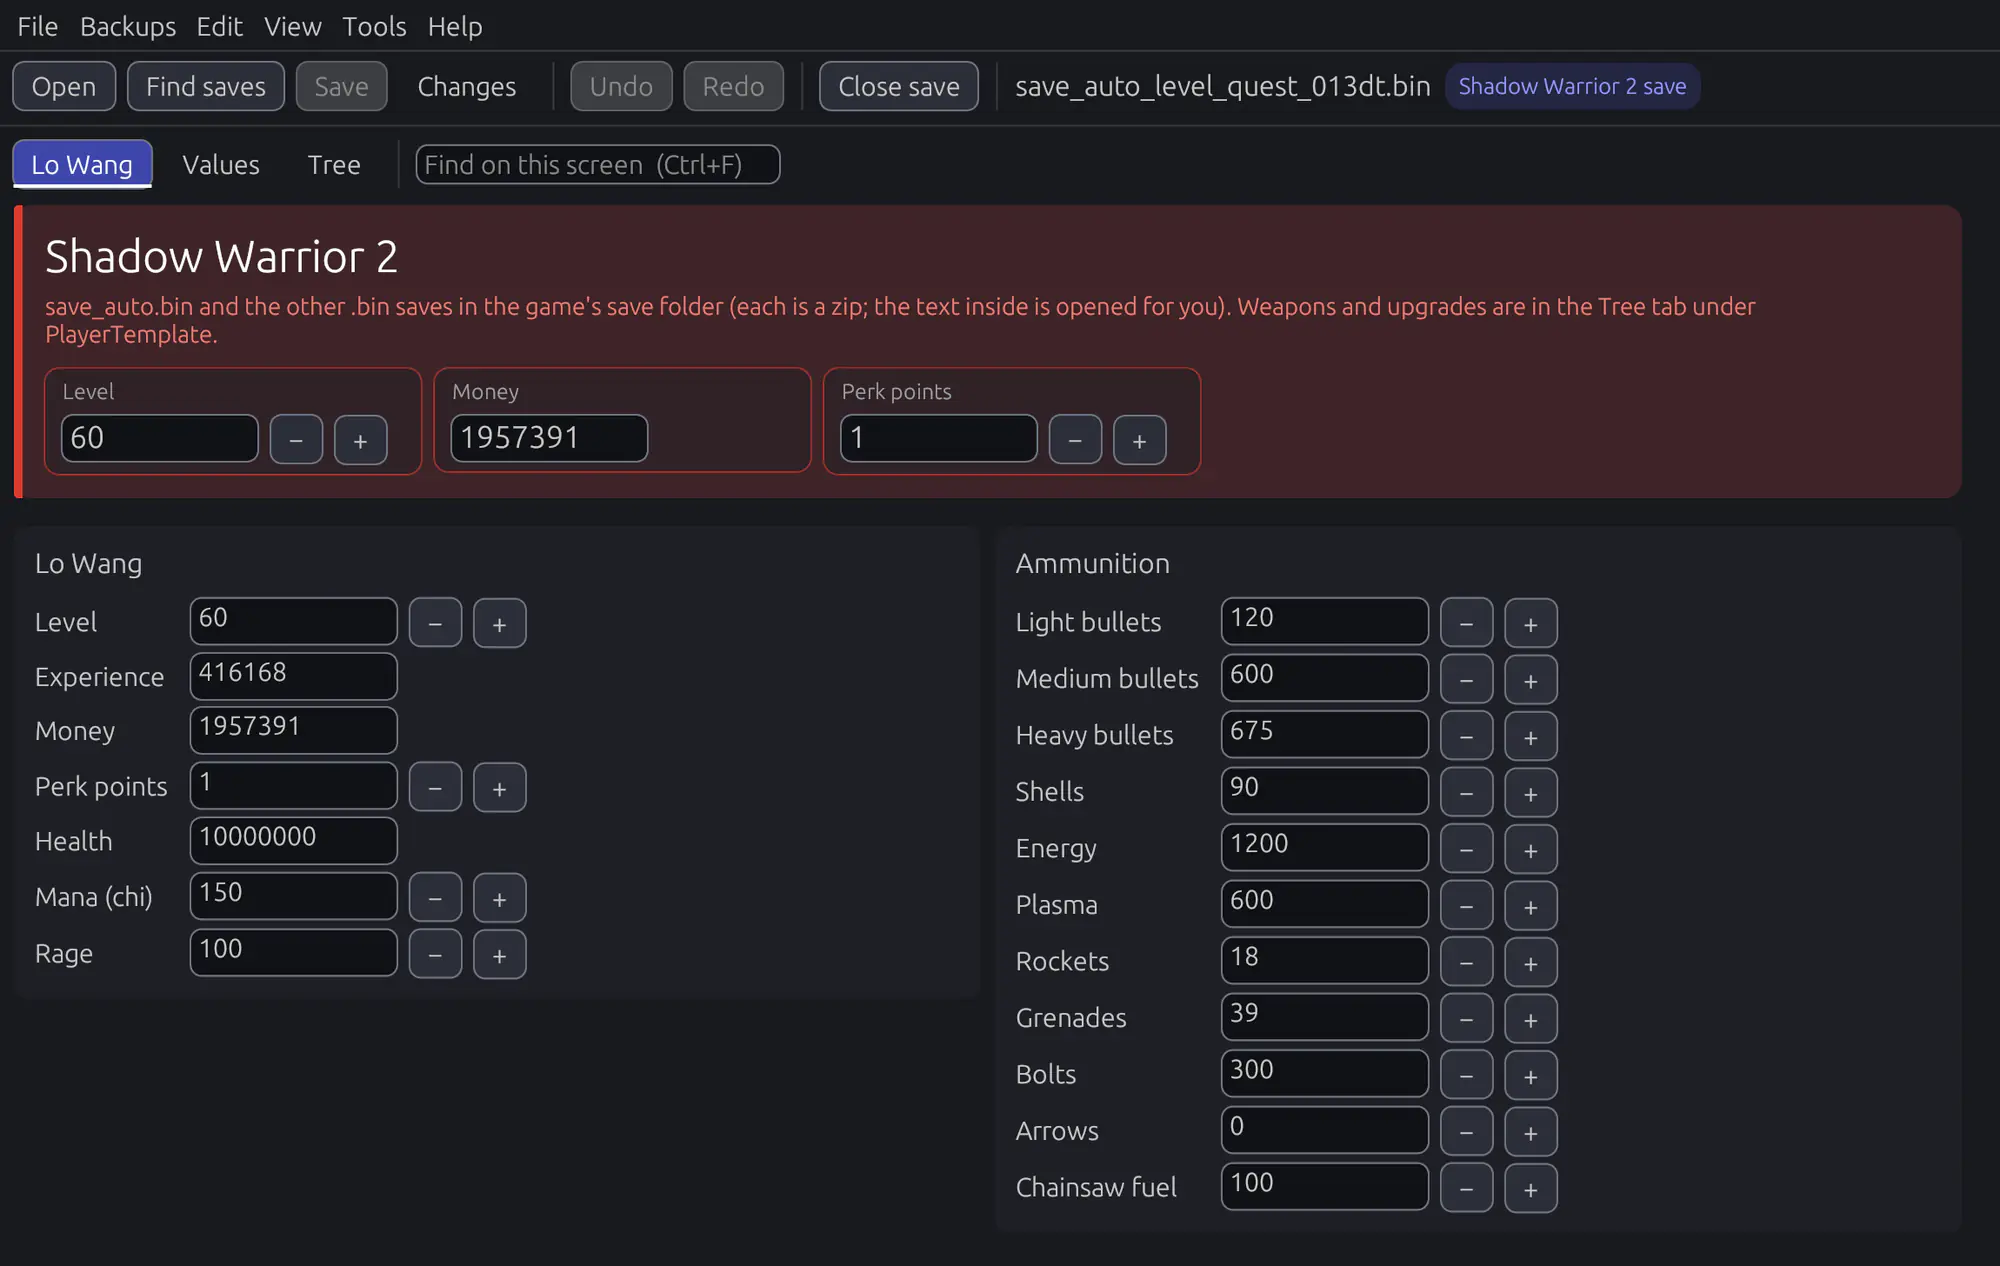 File Backups Edit View Tools Help
Open Find saves Save Changes Undo Redo Close save save_auto_level_quest_013dt.bin Shadow Warrior 2 save
Lo Wang Values Tree Find on this screen (Ctrl+F)
Shadow Warrior 2
save_auto.bin and the other .bin saves in the game's save folder (each is a zip; the text inside is opened for you). Weapons and upgrades are in the Tree tab under
PlayerTemplate.
Level Money Perk points
60 − + 1957391 1 − +
Lo Wang
Level 60 − +
Experience 416168
Money 1957391
Perk points 1 − +
Health 10000000
Mana (chi) 150 − +
Rage 100 − +
Ammunition
Light bullets 120 − +
Medium bullets 600 − +
Heavy bullets 675 − +
Shells 90 − +
Energy 1200 − +
Plasma 600 − +
Rockets 18 − +
Grenades 39 − +
Bolts 300 − +
Arrows 0 − +
Chainsaw fuel 100 − +